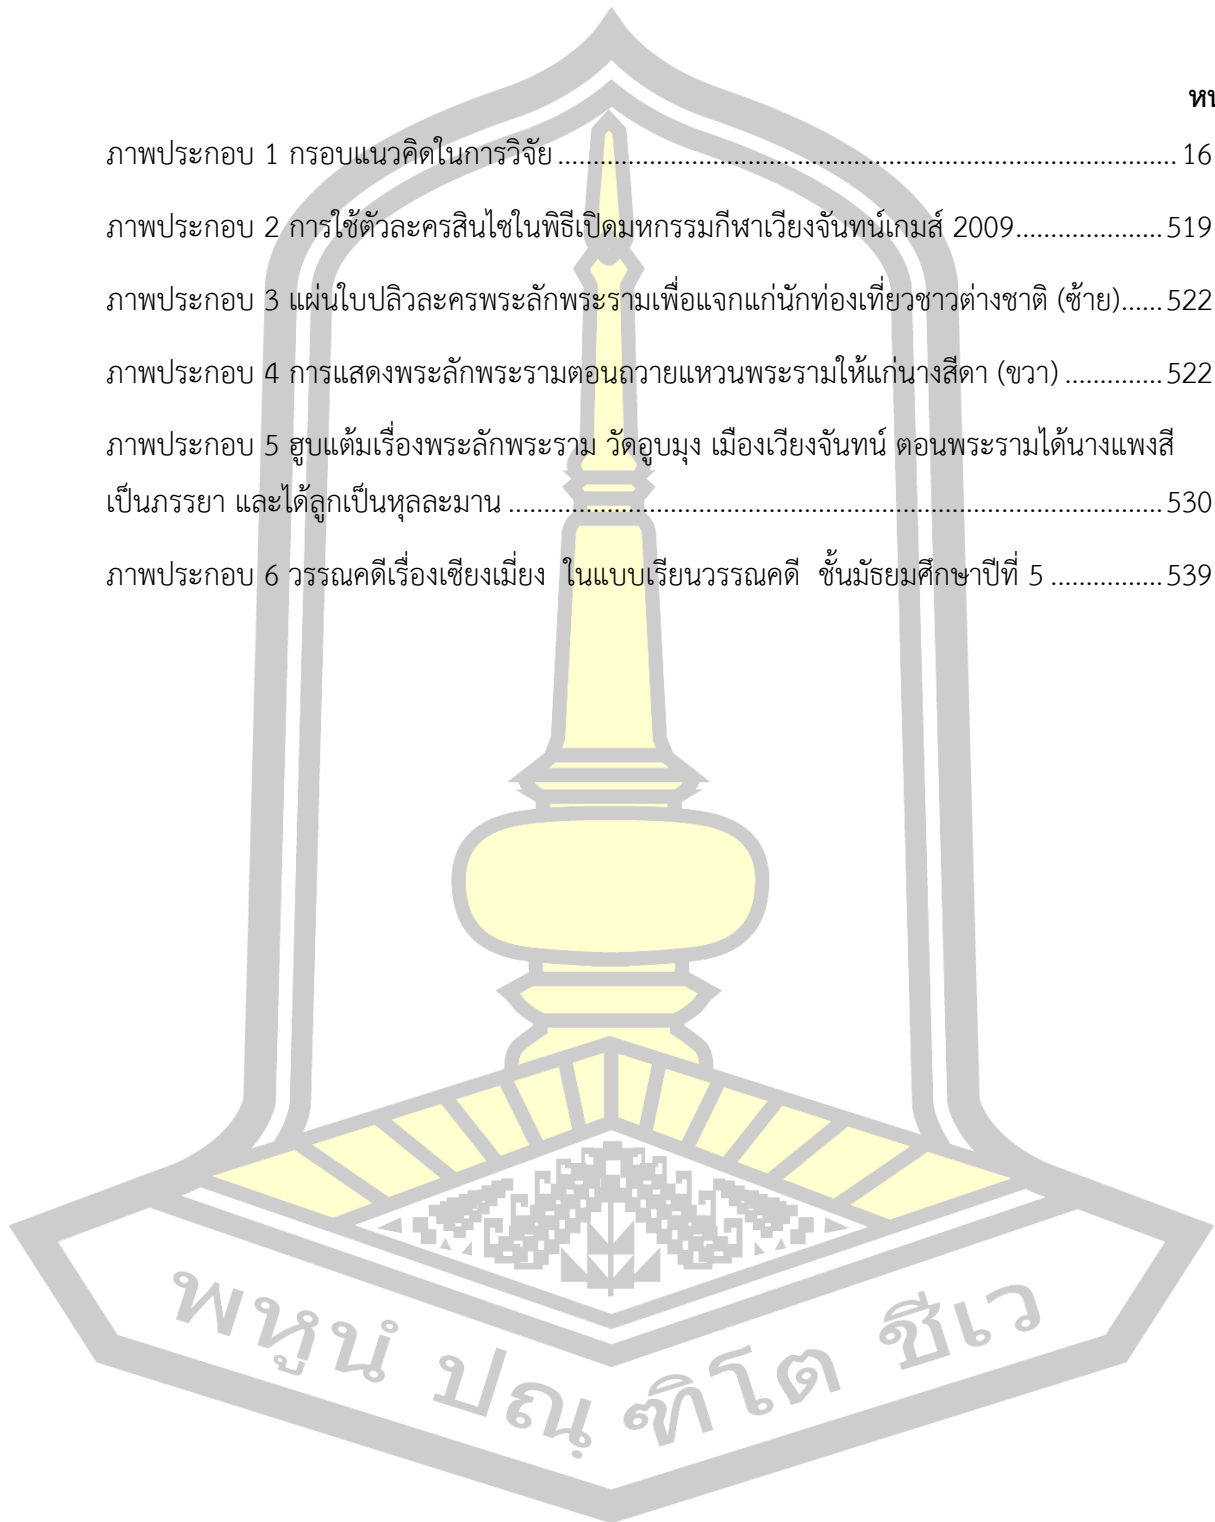 ภาพประกอบ 1 กรอบแนวคิดในการวิจัย ........................................................................................... 16
ภาพประกอบ 2 การใช้ตัวละครสินไซในพิธีเปิดมหกรรมกีฬาเวียงจันทน์เกมส์ 2009..................... 519
ภาพประกอบ 3 แผ่นใบปลิวละครพระลักพระรามเพื่อแจกแก่นักท่องเที่ยวชาวต่างชาติ (ซ้าย)...... 522
ภาพประกอบ 4 การแสดงพระลักพระรามตอนถวายแหวนพระรามให้แก่นางสีดา (ขวา) .............. 522
ภาพประกอบ 5 ฮูบแต้มเรื่องพระลักพระราม วัดอูบมุง เมืองเวียงจันทน์ ตอนพระรามได้นางแพงสี
เป็นภรรยา และได้ลูกเป็นหุลละมาน ................................................................................................ 530
ภาพประกอบ 6 วรรณคดีเรื่องเซียงเมี่ยง ในแบบเรียนวรรณคดี ชั้นมัธยมศึกษาปีที่ 5 ................ 539
พหูนํ ปณฺฑิโต ชีเว